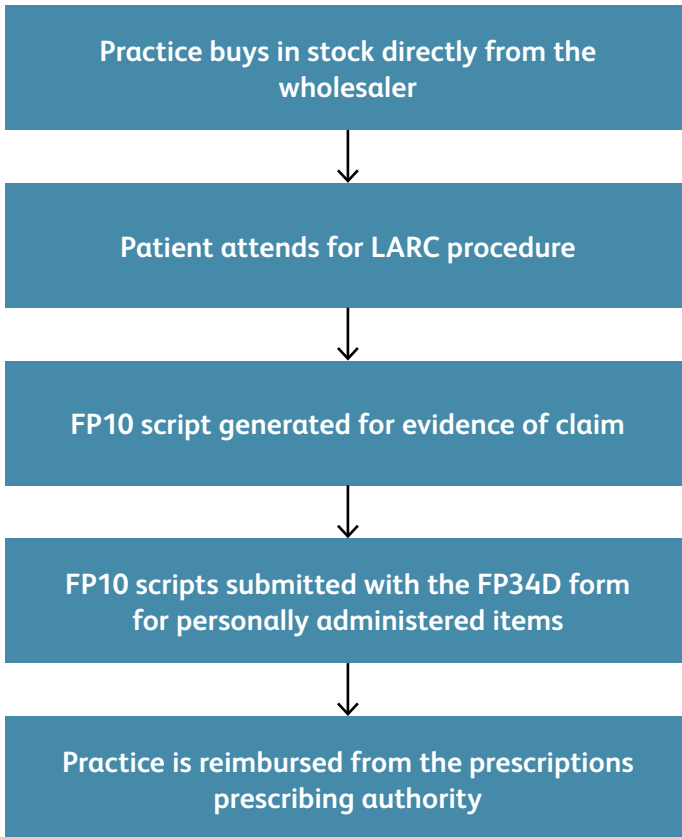 Practice buys in stock directly from the
wholesaler
Patient attends for LARC procedure
FP10 script generated for evidence of claim
FP10 scripts submitted with the FP34D form
for personally administered items
Practice is reimbursed from the prescriptions
prescribing authority